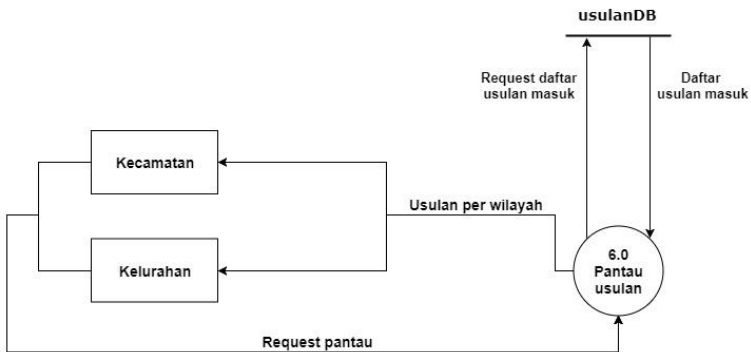 usulanDB
Request daftar
usulan masuk
Daftar
usulan masuk
Kecamatan
Usulan per wilayah
Kelurahan
6.0
Pantau
usulan
Request pantau